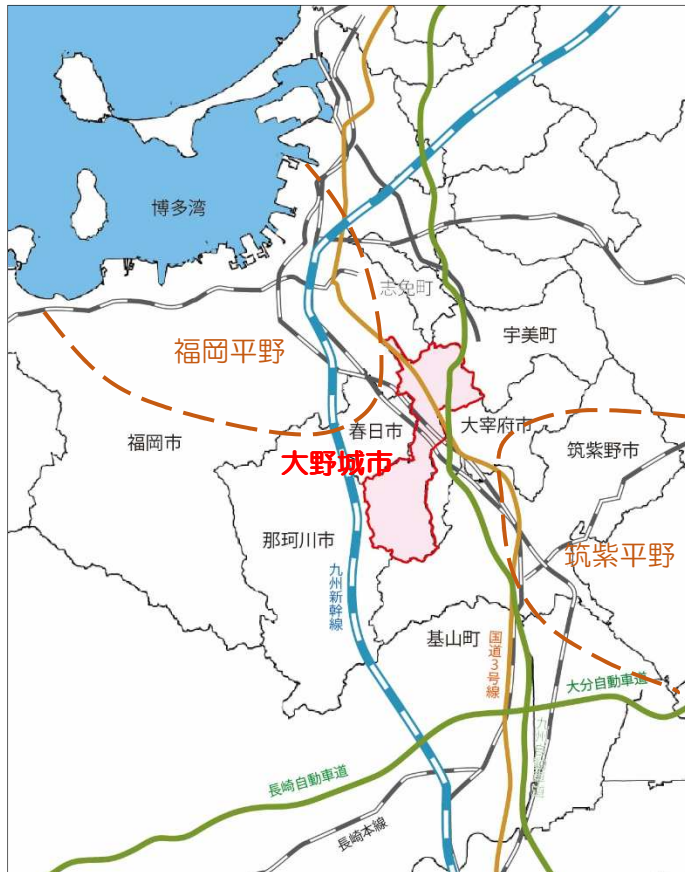 博多湾
志免町
宇美町
福岡平野
福岡市
春日市
大宰府市
筑紫野市
大野城市
那珂川市
筑紫平野
九州新幹線
基山町
国道3号線
大分自動車道
九州自動車道
長崎自動車道
長崎本線